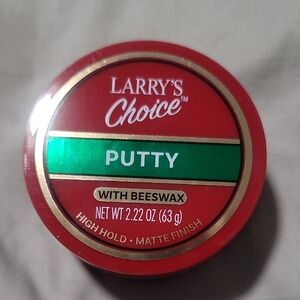 LARRY'S
Choice™
PUTTY
WITH BEESWAX
NET WT 2.22 OZ (63 g)
HIGH HOLD • MATTE FINISH